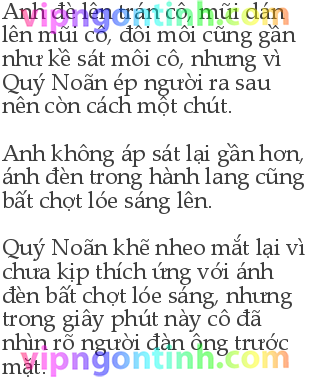 Anh đè lên trán cô, mũi dán
lên mũi cô, đôi môi cũng gần
như kề sát môi cô, nhưng vì
Quý Noãn ép người ra sau
nên còn cách một chút.
Anh không áp sát lại gần hơn,
ánh đèn trong hành lang cũng
bất chợt lóe sáng lên.
Quý Noãn khẽ nheo mắt lại vì
chưa kịp thích ứng với ánh
đèn bất chợt lóe sáng, nhưng
trong giây phút này cô đã
nhìn rõ người đàn ông trước
mặt.
vipngontinh.com
vipngontinh.com